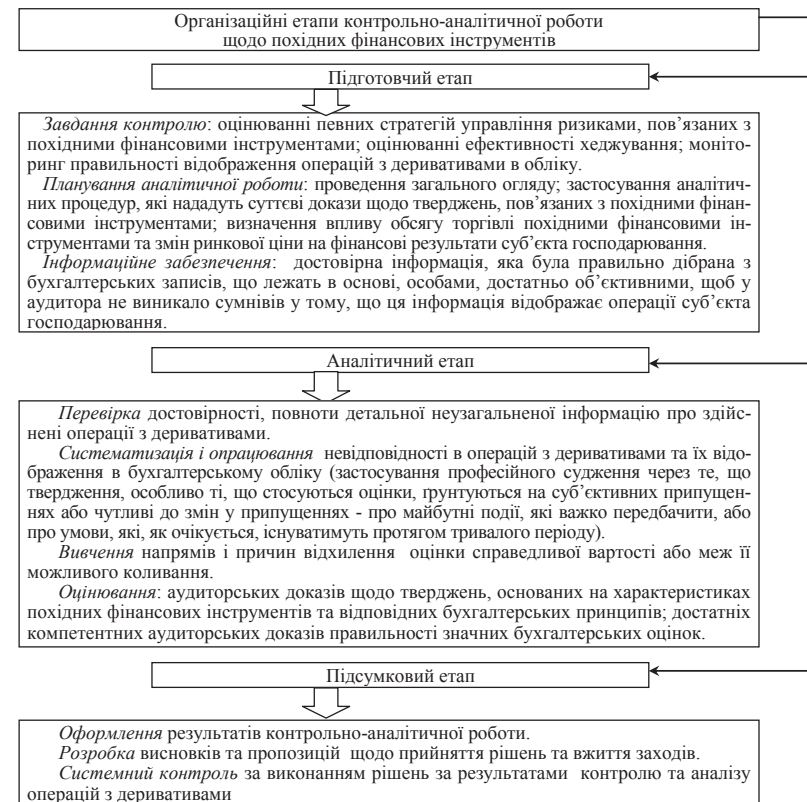 Організаційні етапи контрольно-аналітичної роботи
щодо похідних фінансових інструментів
Підготовчий етап
Завдання контролю: оцінюванні певних стратегій управління ризиками, пов’язаних з
похідними фінансовими інструментами; оцінюванні ефективності хеджування; моніто-
ринг правильності відображення операцій з деривативами в обліку.
Планування аналітичної роботи: проведення загального огляду; застосування аналітич-
них процедур, які нададуть суттєві докази щодо тверджень, пов’язаних з похідними фінан-
совими інструментами; визначення впливу обсягу торгівлі похідними фінансовими ін-
струментами та змін ринкової ціни на фінансові результати суб’єкта господарювання.
Інформаційне забезпечення: достовірна інформація, яка була правильно дібрана з
бухгалтерських записів, що лежать в основі, особами, достатньо об’єктивними, щоб у
аудитора не виникало сумнівів у тому, що ця інформація відображає операції суб’єкта
господарювання.
Аналітичний етап
Перевірка достовірності, повноти детальної неузагальненої інформацію про здійс-
нені операції з деривативами.
Систематизація і опрацювання невідповідності в операцій з деривативами та їх відо-
браження в бухгалтерському обліку (застосування професійного судження через те, що
твердження, особливо ті, що стосуються оцінки, ґрунтуються на суб’єктивних припущен-
нях або чутливі до змін у припущеннях - про майбутні події, які важко передбачити, або
про умови, які, як очікується, існуватимуть протягом тривалого періоду).
Вивчення напрямів і причин відхилення оцінки справедливої вартості або меж її
можливого коливання.
Оцінювання: аудиторських доказів щодо тверджень, основаних на характеристиках
похідних фінансових інструментів та відповідних бухгалтерських принципів; достатніх
компетентних аудиторських доказів правильності значних бухгалтерських оцінок.
Підсумковий етап
Оформлення результатів контрольно-аналітичної роботи.
Розробка висновків та пропозицій щодо прийняття рішень та вжиття заходів.
Системний контроль за виконанням рішень за результатами контролю та аналізу
операцій з деривативами